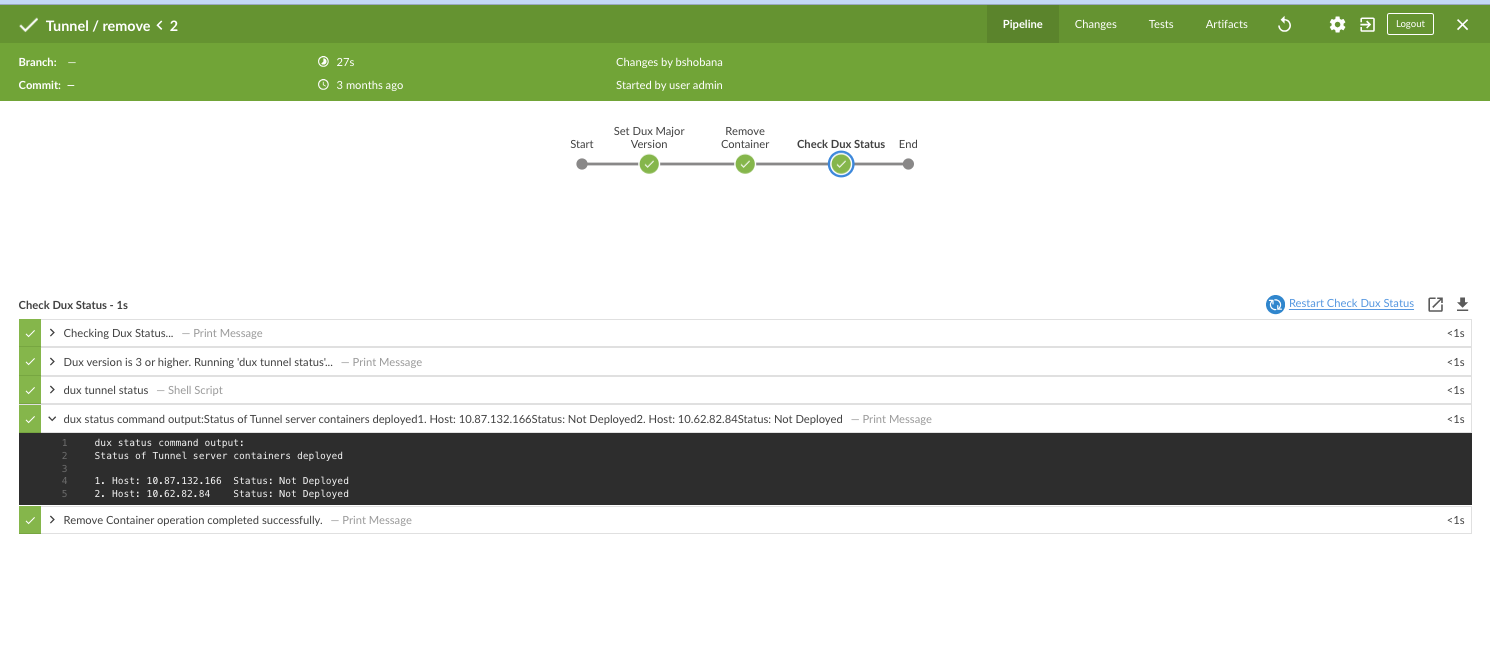 Tunnel / remove < 2
Pipeline
Changes
Tests
Artifacts
Logout
Branch: —
27s
Changes by bshobana
Commit: —
3 months ago
Started by user admin
Start
Set Dux Major
Version
Remove
Container
Check Dux Status
End
Check Dux Status - 1s
Restart Check Dux Status
Checking Dux Status... — Print Message <1s
Dux version is 3 or higher. Running 'dux tunnel status'... — Print Message <1s
dux tunnel status — Shell Script <1s
dux status command output:Status of Tunnel server containers deployed1. Host: 10.87.132.166Status: Not Deployed2. Host: 10.62.82.84Status: Not Deployed — Print Message <1s
1 dux status command output:
2 Status of Tunnel server containers deployed
3
4 1. Host: 10.87.132.166 Status: Not Deployed
5 2. Host: 10.62.82.84 Status: Not Deployed
Remove Container operation completed successfully. — Print Message <1s